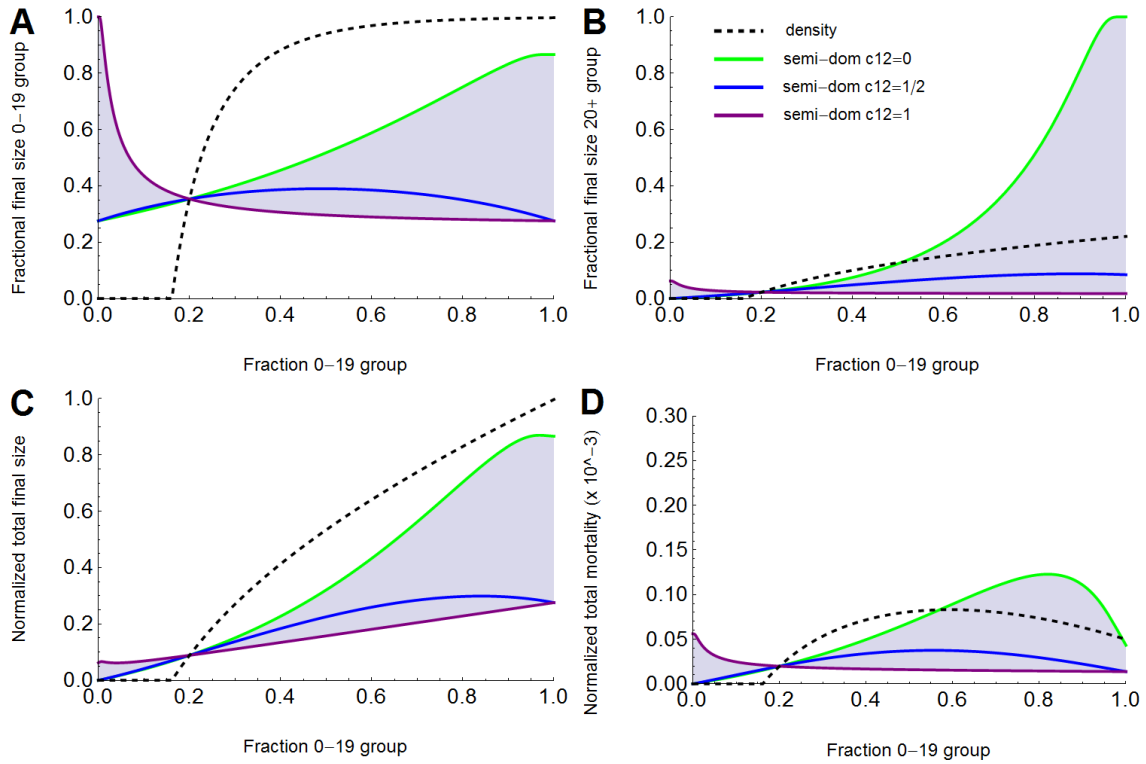 A
Fractional final size 0−19 group
1.0
0.8
0.6
0.4
0.2
0.0
0.0 0.2 0.4 0.6 0.8 1.0
Fraction 0−19 group
B
Fractional final size 20+ group
1.0
0.8
0.6
0.4
0.2
0.0
0.0 0.2 0.4 0.6 0.8 1.0
density
semi−dom c12=0
semi−dom c12=1/2
semi−dom c12=1
Fraction 0−19 group
C
Normalized total final size
1.0
0.8
0.6
0.4
0.2
0.0
0.0 0.2 0.4 0.6 0.8 1.0
Fraction 0−19 group
D
Normalized total mortality (x 10^−3)
0.30
0.25
0.20
0.15
0.10
0.05
0.00
0.0 0.2 0.4 0.6 0.8 1.0
Fraction 0−19 group